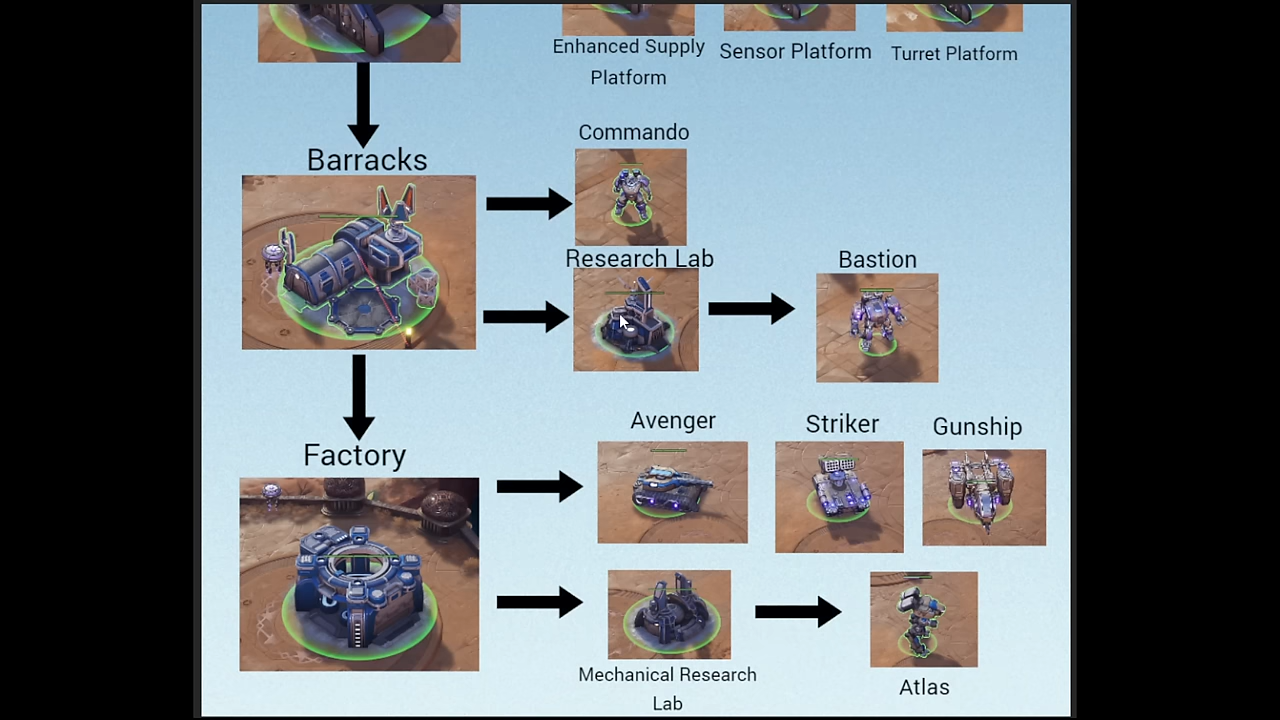 Enhanced Supply
Platform
Sensor Platform
Turret Platform
Commando
Barracks
Research Lab
Bastion
Avenger
Striker
Gunship
Factory
Mechanical Research
Lab
Atlas